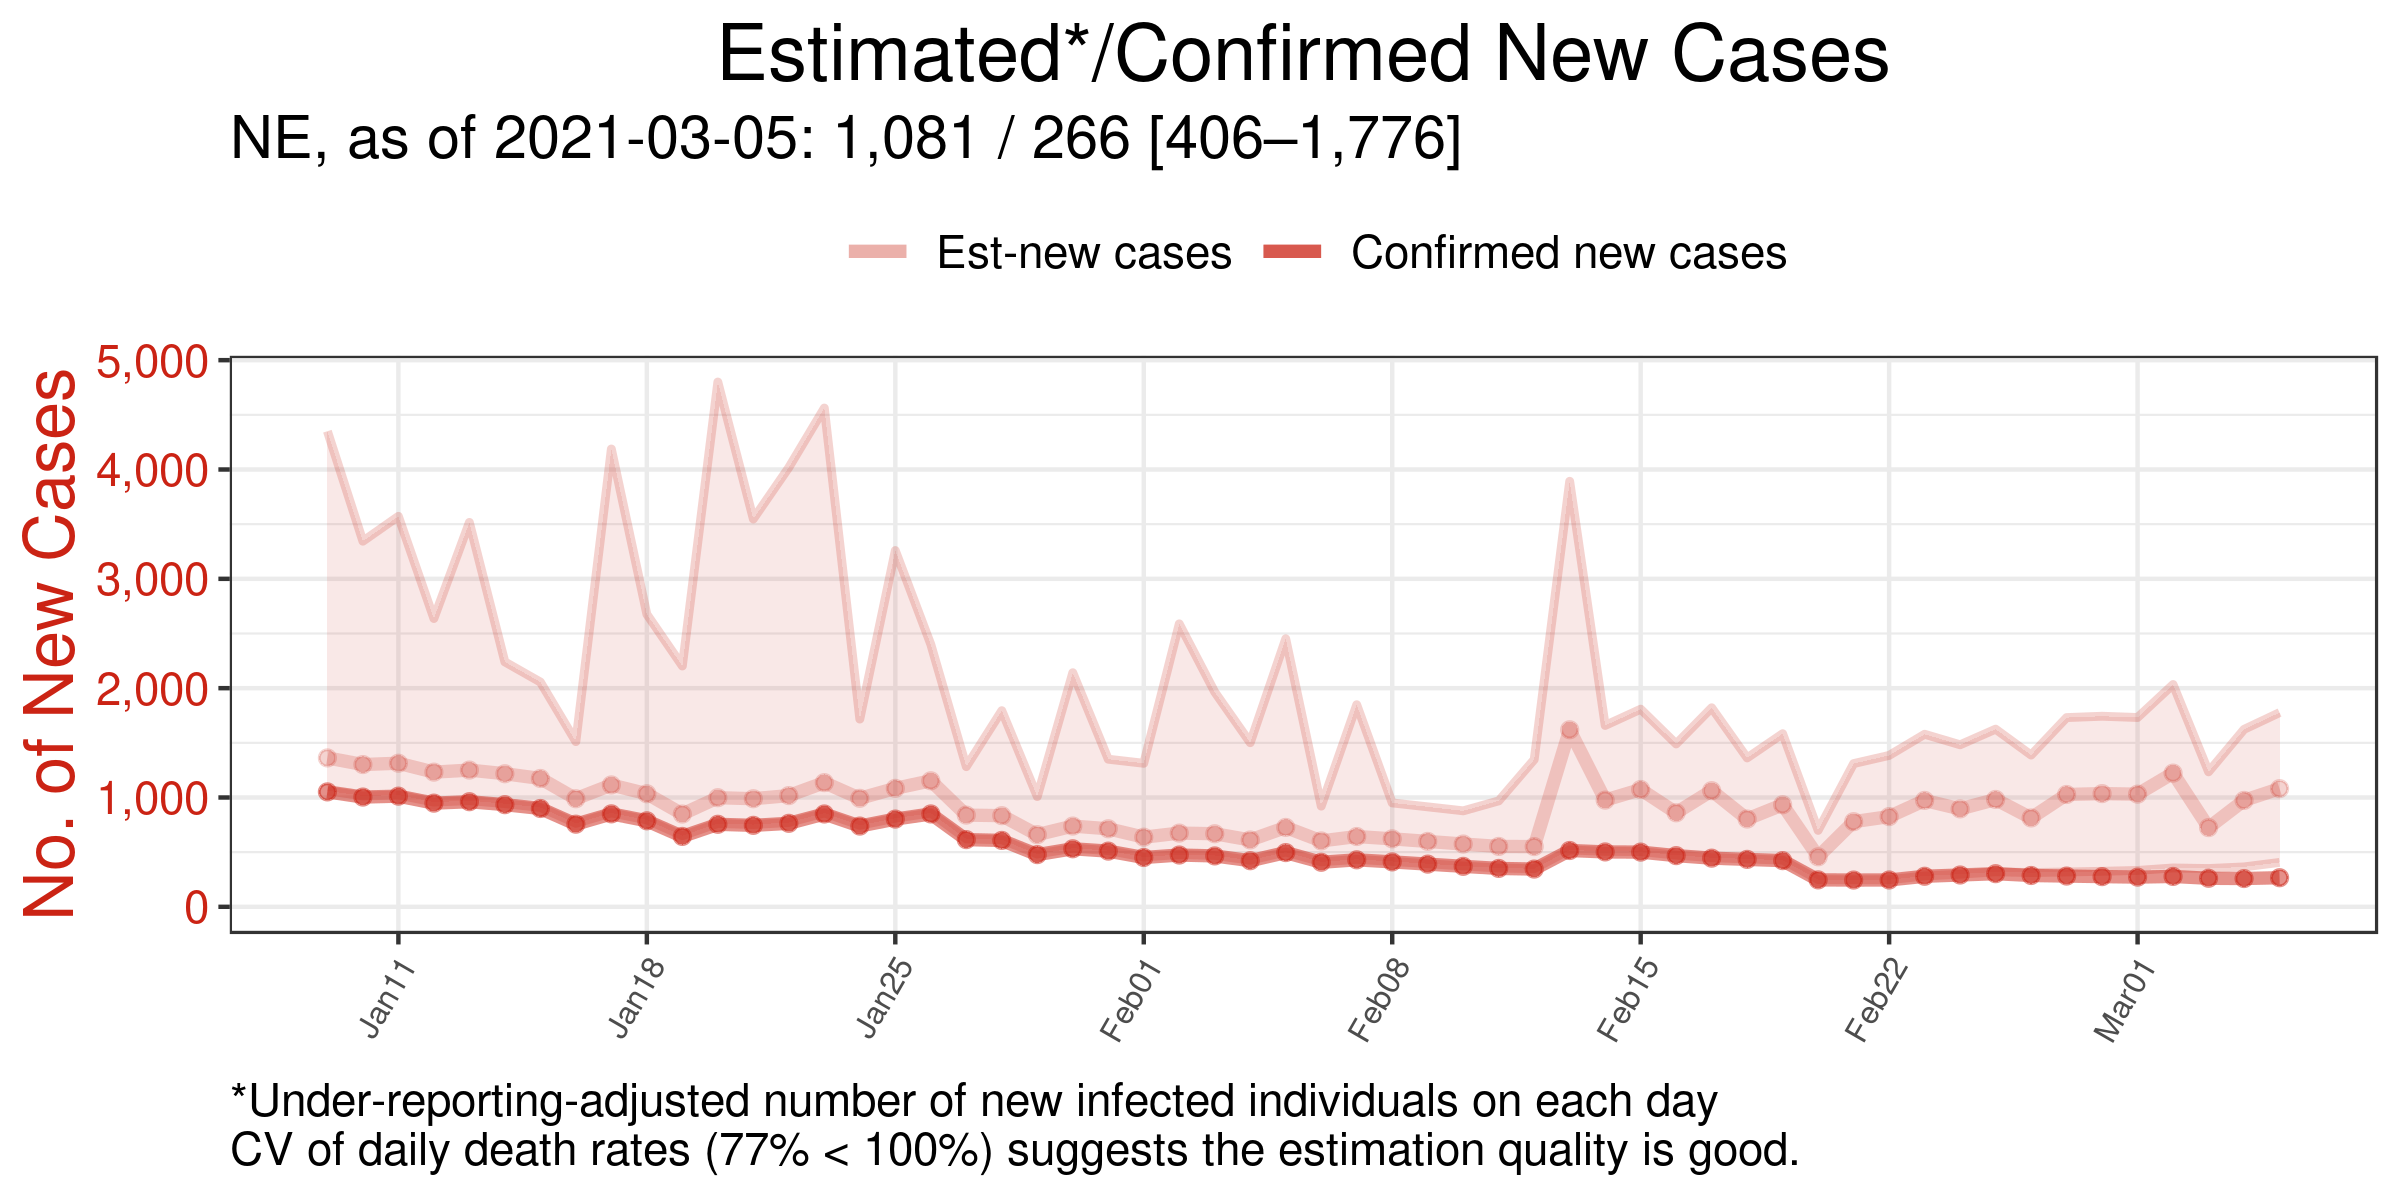 Estimated*/Confirmed New Cases
NE, as of 2021-03-05: 1,081 / 266 [406–1,776]
Est-new cases Confirmed new cases
No. of New Cases
5,000
4,000
3,000
2,000
1,000
0
Jan11 Jan18 Jan25 Feb01 Feb08 Feb15 Feb22 Mar01
*Under-reporting-adjusted number of new infected individuals on each day
CV of daily death rates (77% < 100%) suggests the estimation quality is good.